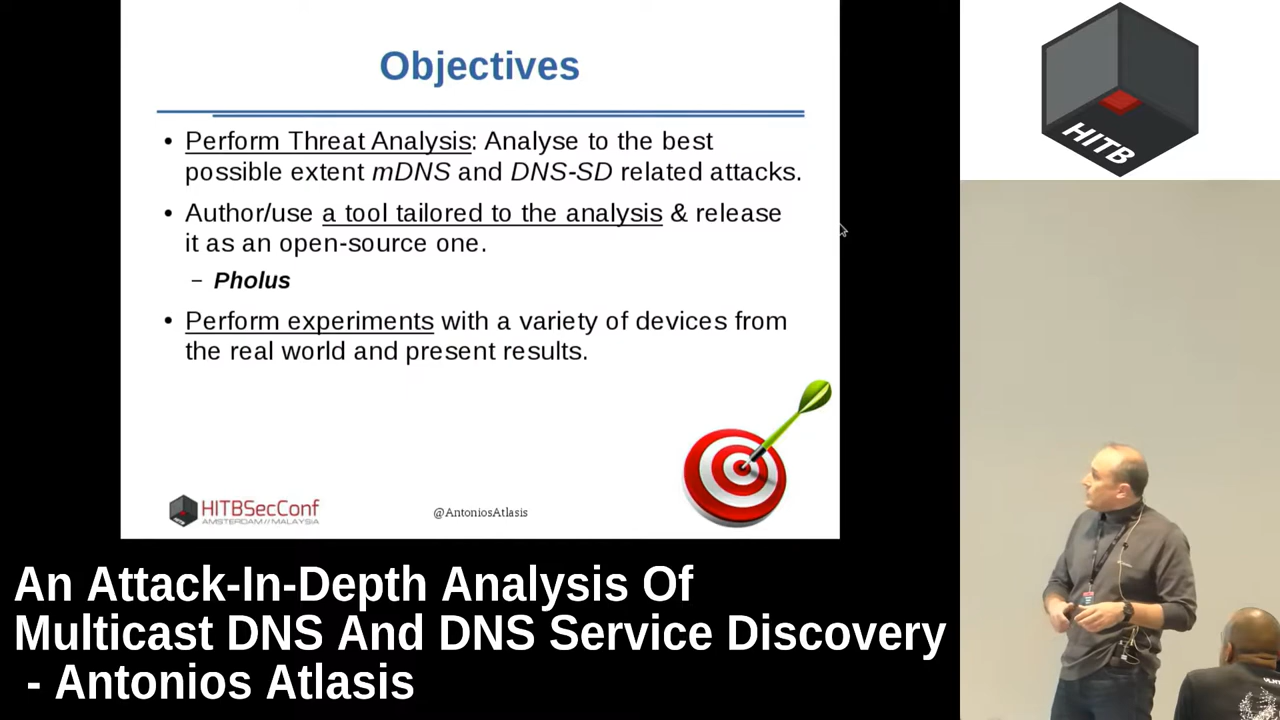 Objectives
• Perform Threat Analysis: Analyse to the best
possible extent mDNS and DNS-SD related attacks.
• Author/use a tool tailored to the analysis & release
it as an open-source one.
– Pholus
• Perform experiments with a variety of devices from
the real world and present results.
HITB
HITBSecConf
AMSTERDAM // MALAYSIA
@AntoniosAtlasis
HITB
An Attack-In-Depth Analysis Of
Multicast DNS And DNS Service Discovery
- Antonios Atlasis